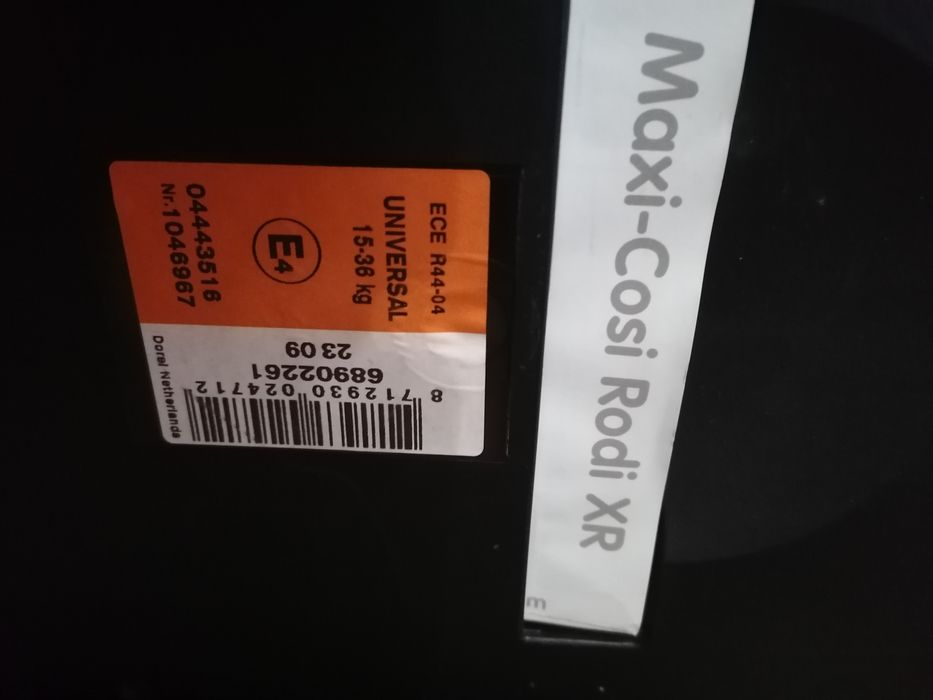 ECE R44-04
UNIVERSAL
15-36 kg
E4
04443516
Nr.1046967
23 09
68902261
8 712930 024712
Dorel Netherlands
Maxi-Cosi Rodi XR